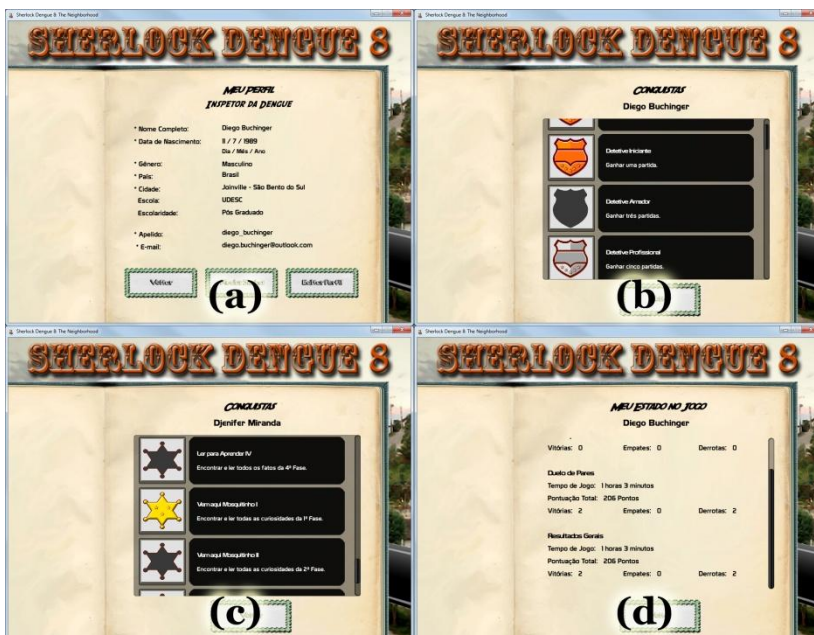 Sherlock Dengue 8: The Neighborhood
SHERLOCK DENGUE 8
MEU PERFIL
INSPETOR DA DENGUE
* Nome Completo: Diego Buchinger
* Data de Nascimento: 11 / 7 / 1989
Dia / Mês / Ano
* Gênero: Masculino
* País: Brasil
* Cidade: Joinville - São Bento do Sul
Escola: UDESC
Escolaridade: Pós Graduado
* Apelido: diego_buchinger
* E-mail: diego.buchinger@outlook.com
Voltar Editar Perfil
(a)
Sherlock Dengue 8: The Neighborhood
SHERLOCK DENGUE 8
CONQUISTAS
Diego Buchinger
Detetive Iniciante
Ganhar uma partida.
Detetive Amador
Ganhar três partidas.
Detetive Profissional
Ganhar cinco partidas.
(b)
Sherlock Dengue 8: The Neighborhood
SHERLOCK DENGUE 8
CONQUISTAS
Djenifer Miranda
Ler para Aprender IV
Encontrar e ler todos os fatos da 4ª Fase.
Vem aqui Mosquitinho I
Encontrar e ler todas as curiosidades da 1ª Fase.
Vem aqui Mosquitinho II
Encontrar e ler todas as curiosidades da 2ª Fase.
(c)
Sherlock Dengue 8: The Neighborhood
SHERLOCK DENGUE 8
MEU ESTADO NO JOGO
Diego Buchinger
Vitórias: 0 Empates: 0 Derrotas: 0
Dueto de Pares
Tempo de Jogo: 1 horas 3 minutos
Pontuação Total: 206 Pontos
Vitórias: 2 Empates: 0 Derrotas: 2
Resultados Gerais
Tempo de Jogo: 1 horas 3 minutos
Pontuação Total: 206 Pontos
Vitórias: 2 Empates: 0 Derrotas: 2
(d)